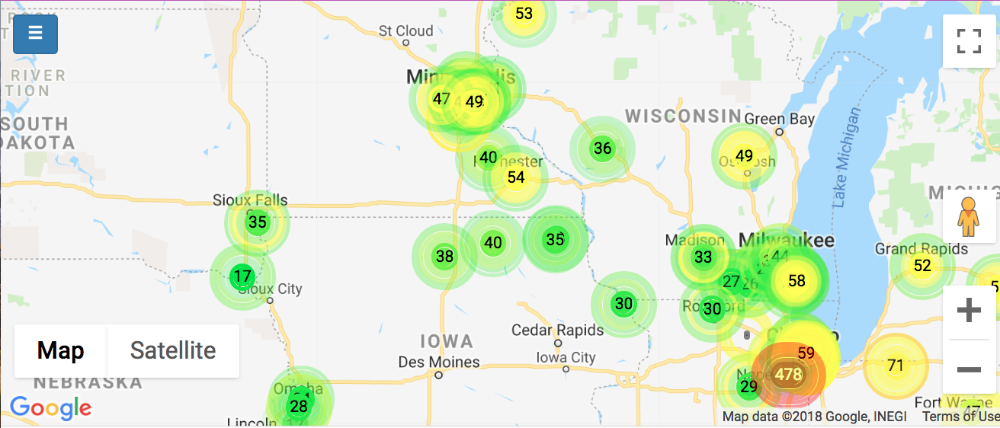 53
St Cloud
RIVER
TION
47
49
SOUTH
DAKOTA
WISCONSIN
Green Bay
36
40
49
54
Lake Michigan
Sioux Falls
35
40
35
38
Madison
Milwaukee
44
33
Grand Rapids
52
17
Sioux City
27
26
58
30
30
Cedar Rapids
IOWA
Iowa City
Des Moines
59
478
71
29
Map
Satellite
NEBRASKA
Google
Omaha
28
Lincoln
Fort Wayne
47
Map data ©2018 Google, INEGI
Terms of Use